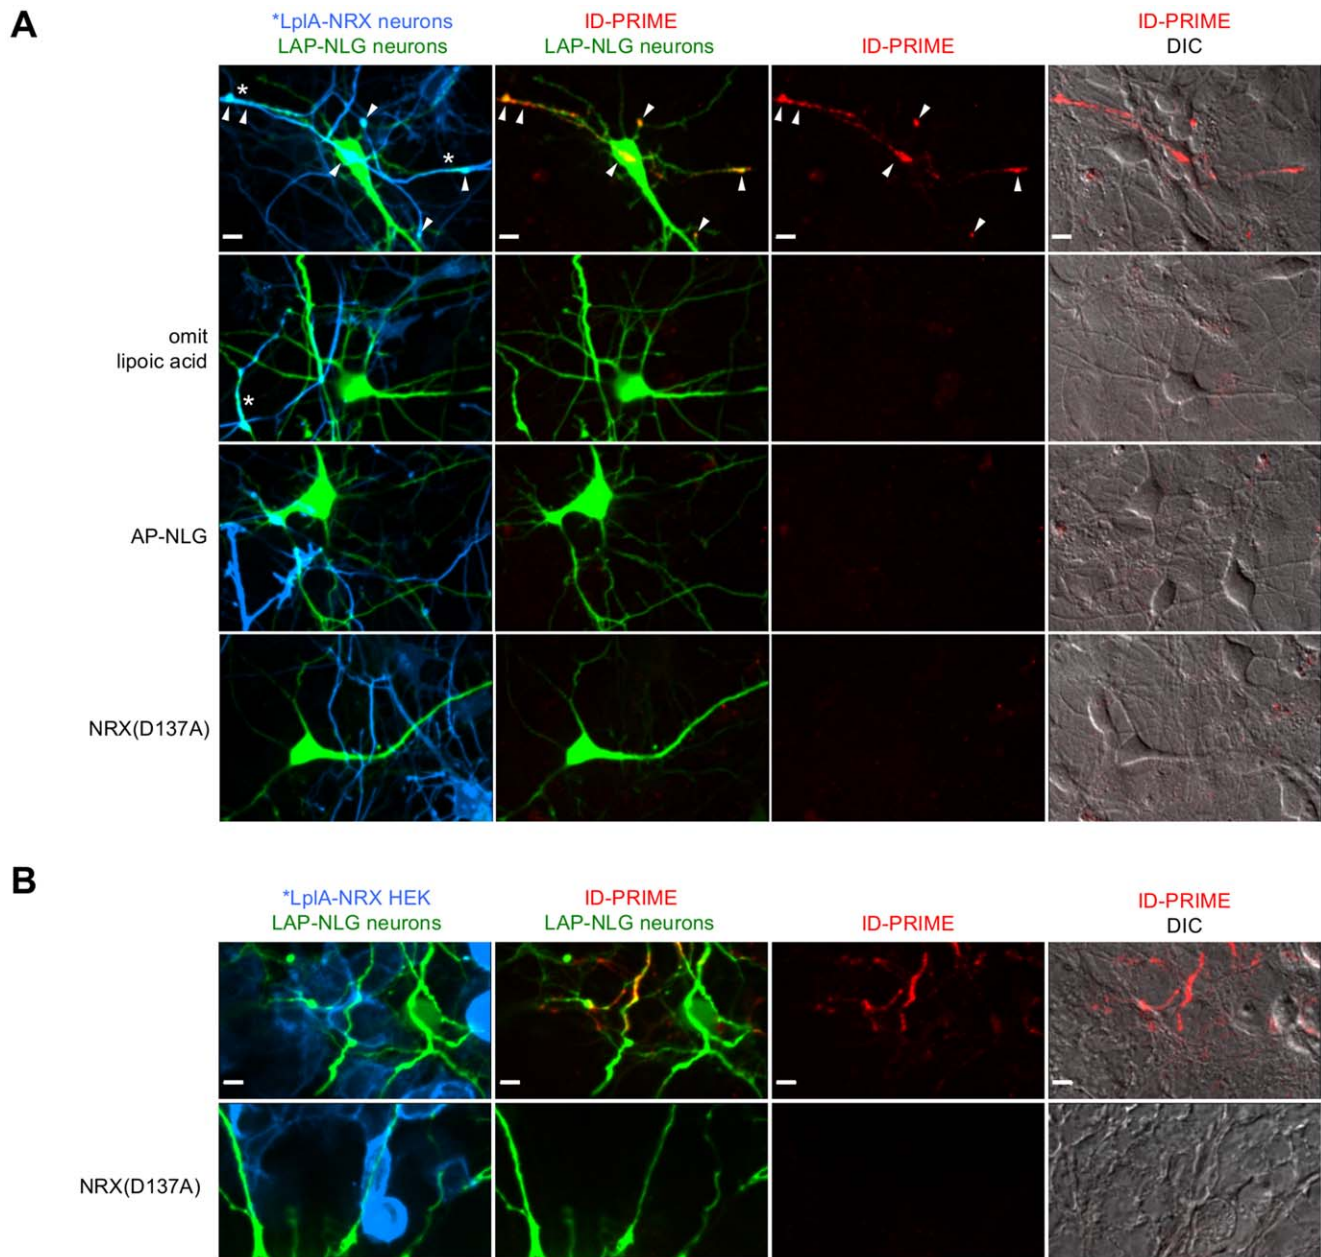 A
*LplA-NRX neurons
LAP-NLG neurons
ID-PRIME
LAP-NLG neurons
ID-PRIME
ID-PRIME
DIC
*
*
omit
lipoic acid
*
AP-NLG
NRX(D137A)
B
*LplA-NRX HEK
LAP-NLG neurons
ID-PRIME
LAP-NLG neurons
ID-PRIME
ID-PRIME
DIC
NRX(D137A)